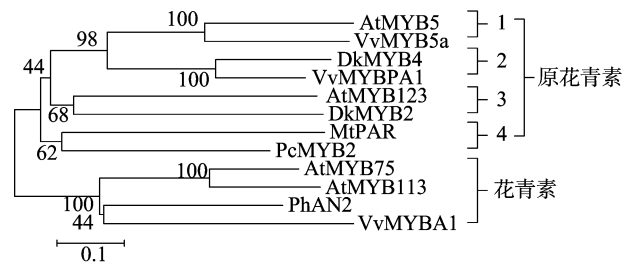 100
AtMYB5
1
98
VvMYB5a
44
DkMYB4
2
100
VvMYBPA1
原花青素
AtMYB123
3
68
DkMYB2
MtPAR
4
62
PcMYB2
100
AtMYB75
AtMYB113
花青素
100
PhAN2
44
VvMYBA1
0.1